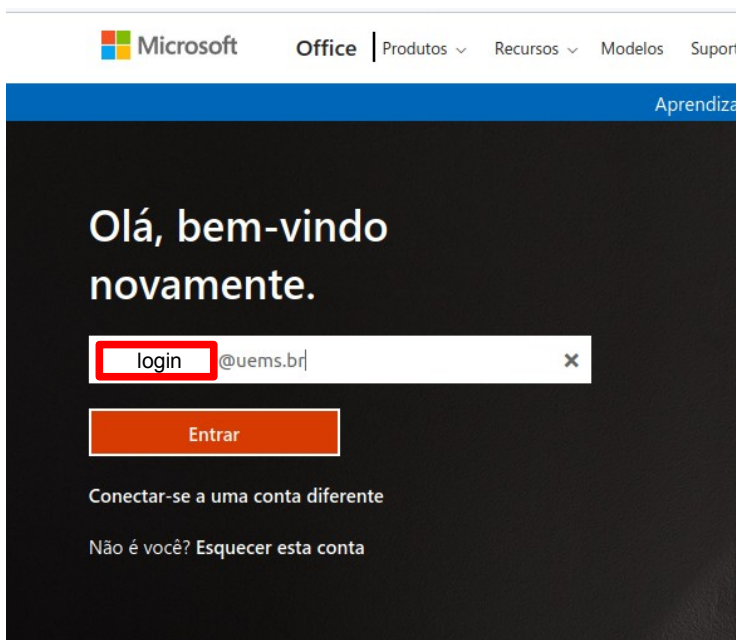 Microsoft Office Produtos Recursos Modelos Suport
Aprendiza
Olá, bem-vindo
novamente.
login @uems.br
Entrar
Conectar-se a uma conta diferente
Não é você? Esquecer esta conta